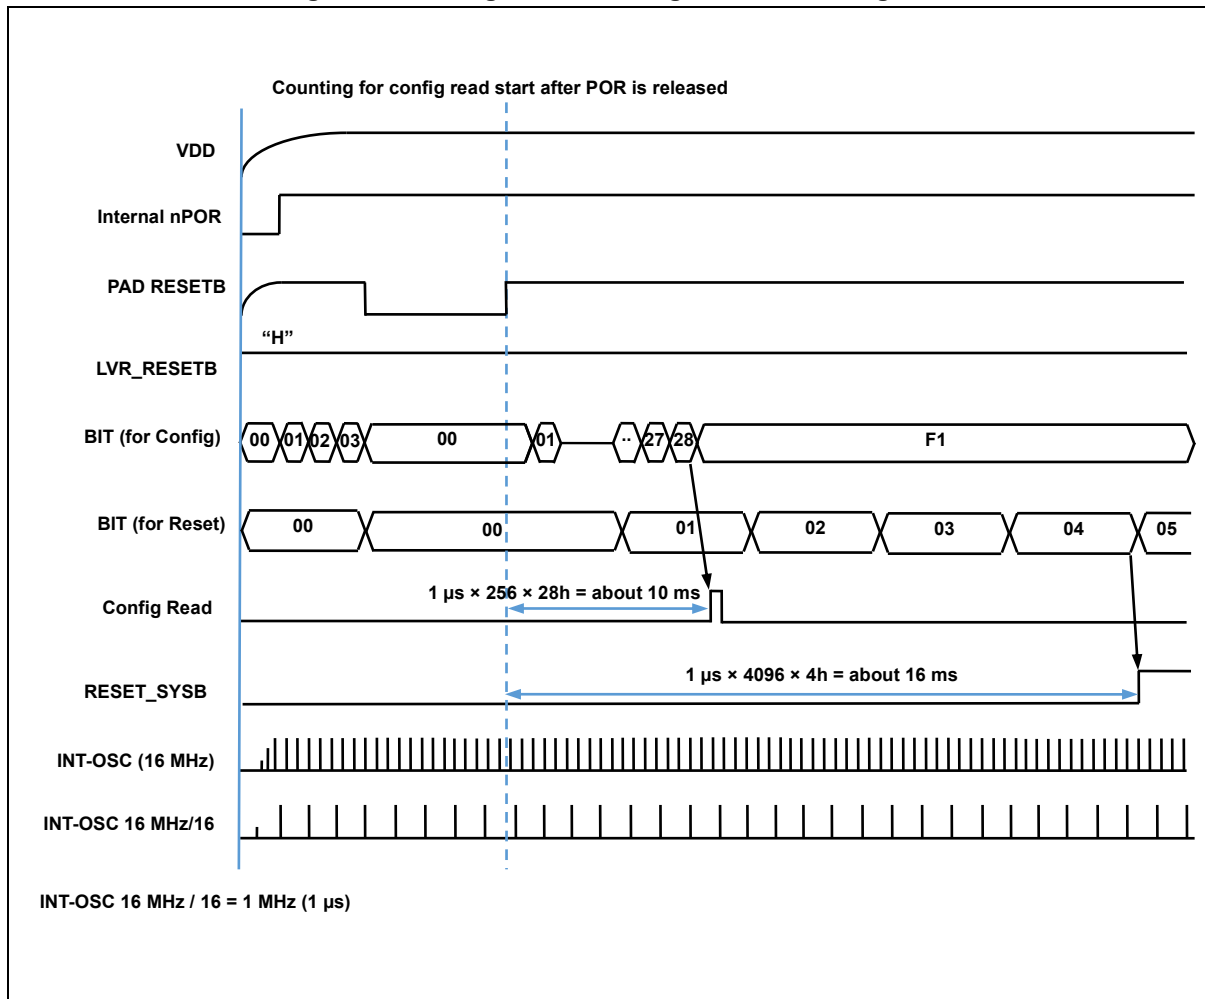 Counting for config read start after POR is released
VDD
Internal nPOR
PAD RESETB
“H”
LVR_RESETB
BIT (for Config) 00 01 02 03 00 01 ·· 27 28 F1
BIT (for Reset) 00 00 01 02 03 04 05
1 µs × 256 × 28h = about 10 ms
Config Read
1 µs × 4096 × 4h = about 16 ms
RESET_SYSB
INT-OSC (16 MHz)
INT-OSC 16 MHz/16
INT-OSC 16 MHz / 16 = 1 MHz (1 µs)